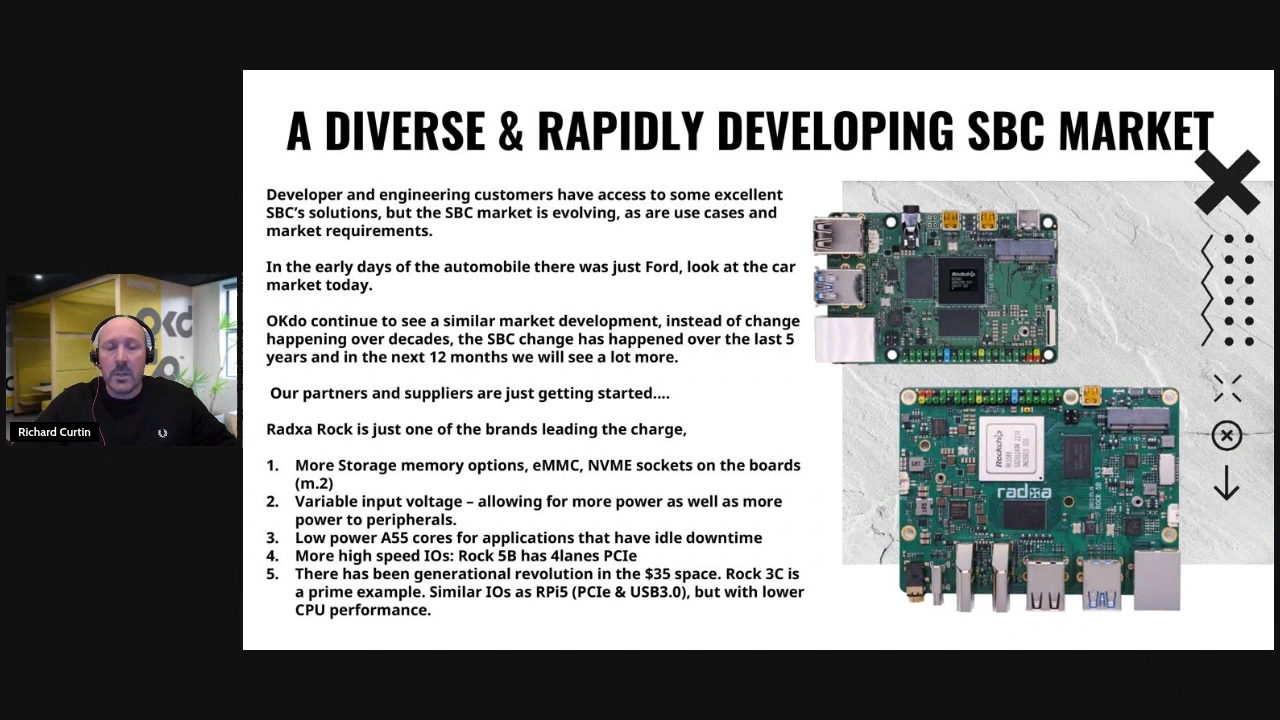 A DIVERSE & RAPIDLY DEVELOPING SBC MARKET
Developer and engineering customers have access to some excellent
SBC’s solutions, but the SBC market is evolving, as are use cases and
market requirements.
In the early days of the automobile there was just Ford, look at the car
market today.
OKdo continue to see a similar market development, instead of change
happening over decades, the SBC change has happened over the last 5
years and in the next 12 months we will see a lot more.
Our partners and suppliers are just getting started....
Radxa Rock is just one of the brands leading the charge,
1. More Storage memory options, eMMC, NVME sockets on the boards
(m.2)
2. Variable input voltage – allowing for more power as well as more
power to peripherals.
3. Low power A55 cores for applications that have idle downtime
4. More high speed IOs: Rock 5B has 4lanes PCIe
5. There has been generational revolution in the $35 space. Rock 3C is
a prime example. Similar IOs as RPi5 (PCIe & USB3.0), but with lower
CPU performance.
Rockchip
Rockchip
radxa
ROCK 5B V1.3
Richard Curtin